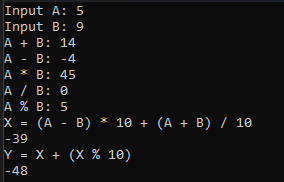 Input A: 5
Input B: 9
A + B: 14
A - B: -4
A * B: 45
A / B: 0
A % B: 5
X = (A - B) * 10 + (A + B) / 10
-39
Y = X + (X % 10)
-48